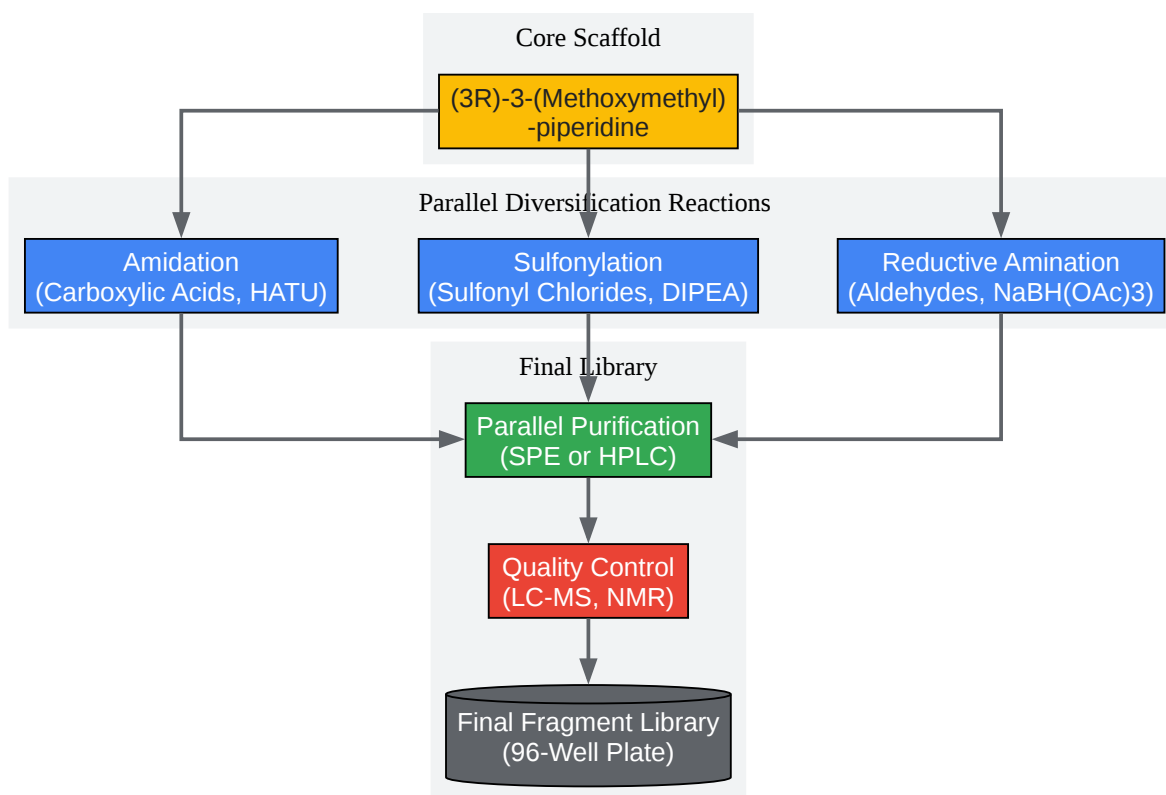 Core Scaffold
(3R)-3-(Methoxymethyl)
-piperidine
Parallel Diversification Reactions
Amidation
(Carboxylic Acids, HATU)
Sulfonylation
(Sulfonyl Chlorides, DIPEA)
Reductive Amination
(Aldehydes, NaBH(OAc)3)
Final Library
Parallel Purification
(SPE or HPLC)
Quality Control
(LC-MS, NMR)
Final Fragment Library
(96-Well Plate)